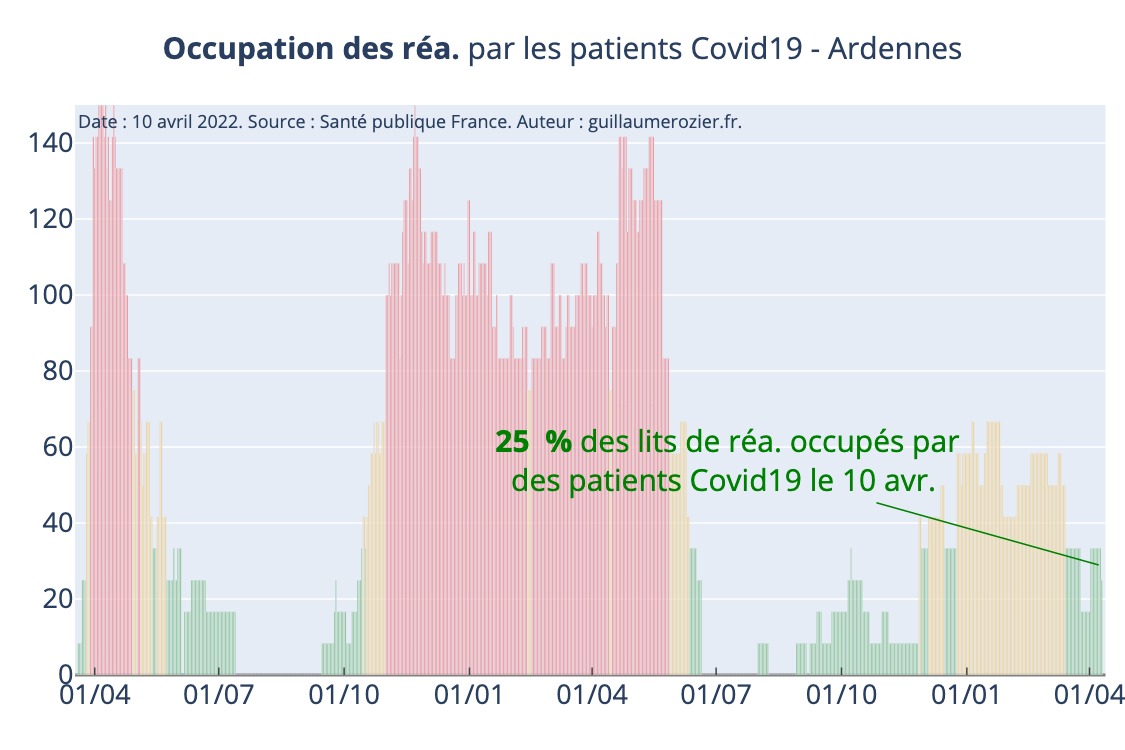 Occupation des réa. par les patients Covid19 - Ardennes
Date : 10 avril 2022. Source : Santé publique France. Auteur : guillaumerozier.fr.
140
120
100
80
60
40
20
0
25 % des lits de réa. occupés par
des patients Covid19 le 10 avr.
01/04 01/07 01/10 01/01 01/04 01/07 01/10 01/01 01/04